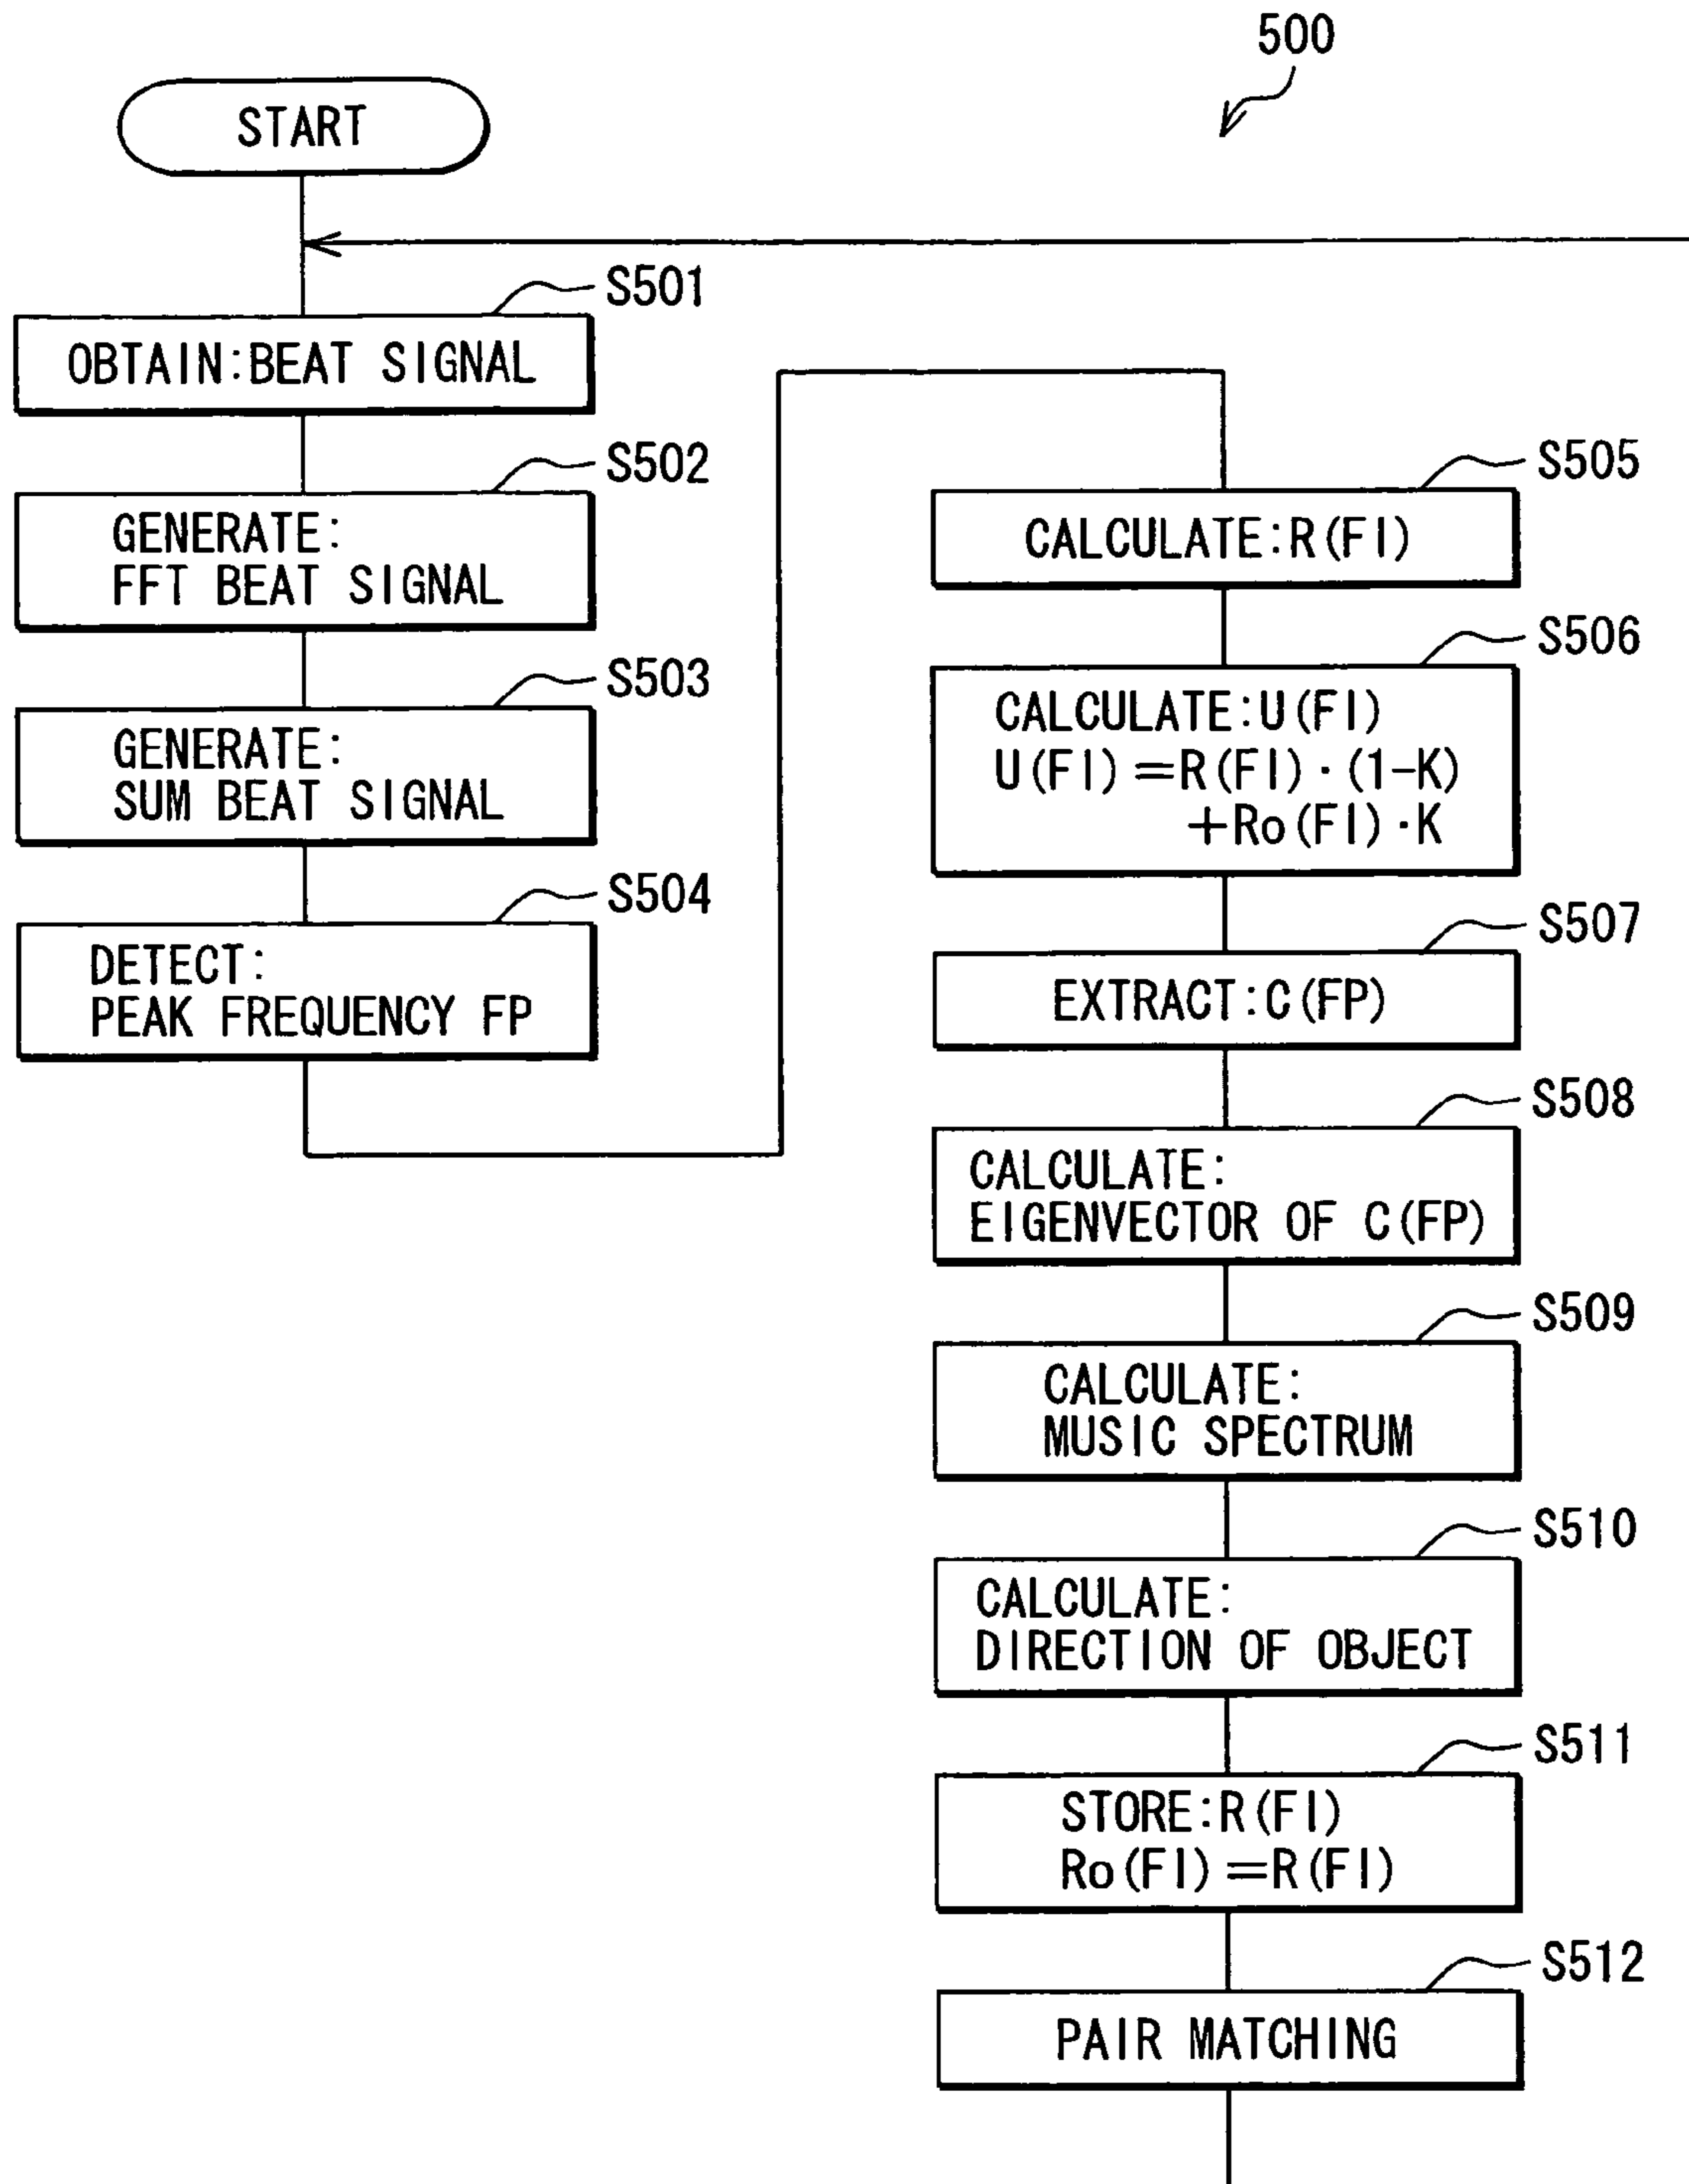 500
START
S501
OBTAIN:BEAT SIGNAL
S502
GENERATE:
FFT BEAT SIGNAL
S503
GENERATE:
SUM BEAT SIGNAL
S504
DETECT:
PEAK FREQUENCY FP
S505
CALCULATE:R(FI)
S506
CALCULATE:U(FI)
U(FI)=R(FI)·(1-K)
+Ro(FI)·K
S507
EXTRACT:C(FP)
S508
CALCULATE:
EIGENVECTOR OF C(FP)
S509
CALCULATE:
MUSIC SPECTRUM
S510
CALCULATE:
DIRECTION OF OBJECT
S511
STORE:R(FI)
Ro(FI)=R(FI)
S512
PAIR MATCHING